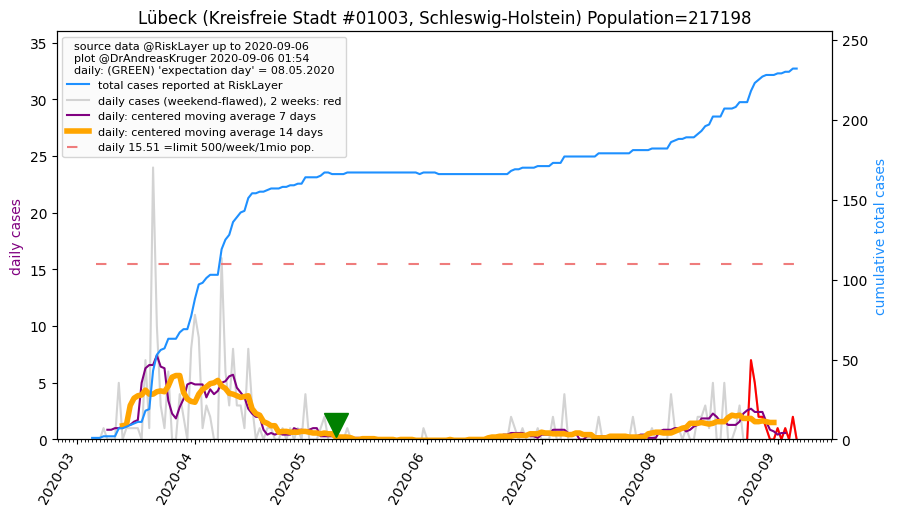 Lübeck (Kreisfreie Stadt #01003, Schleswig-Holstein) Population=217198
source data @RiskLayer up to 2020-09-06
plot @DrAndreasKruger 2020-09-06 01:54
daily: (GREEN) 'expectation day' = 08.05.2020
total cases reported at RiskLayer
daily cases (weekend-flawed), 2 weeks: red
daily: centered moving average 7 days
daily: centered moving average 14 days
daily 15.51 =limit 500/week/1mio pop.
daily cases
35
30
25
20
15
10
5
0
250
200
150
100
50
0
cumulative total cases
2020-03
2020-04
2020-05
2020-06
2020-07
2020-08
2020-09